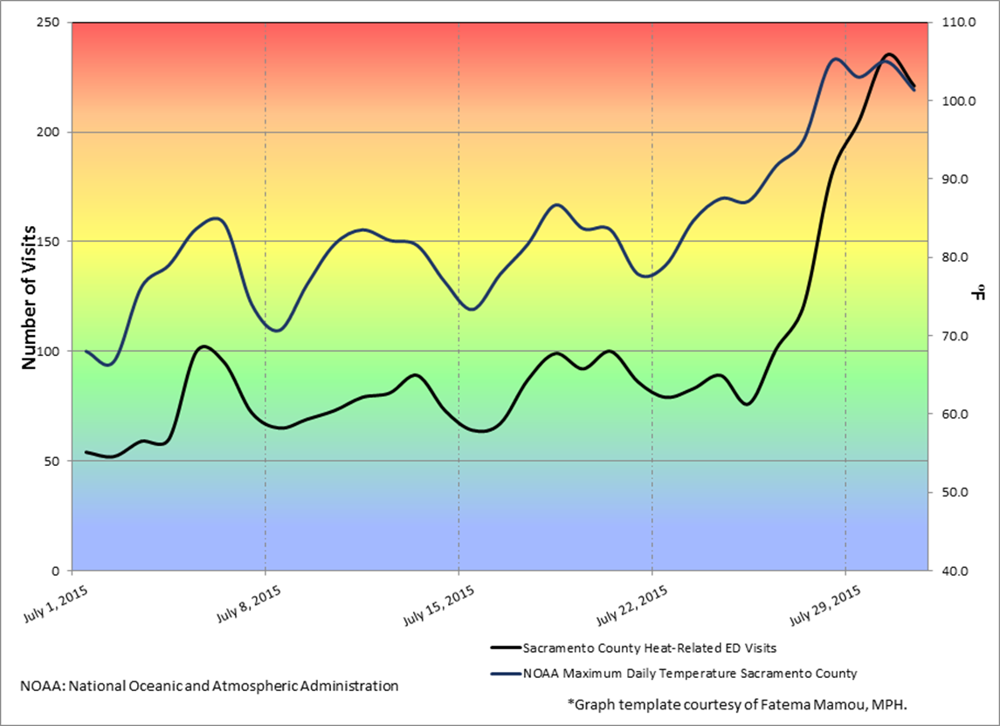 250
200
150
100
50
0
Number of Visits
110.0
100.0
90.0
80.0
70.0
60.0
50.0
40.0
°F
July 1, 2015
July 8, 2015
July 15, 2015
July 22, 2015
July 29, 2015
Sacramento County Heat-Related ED Visits
NOAA Maximum Daily Temperature Sacramento County
NOAA: National Oceanic and Atmospheric Administration
*Graph template courtesy of Fatema Mamou, MPH.